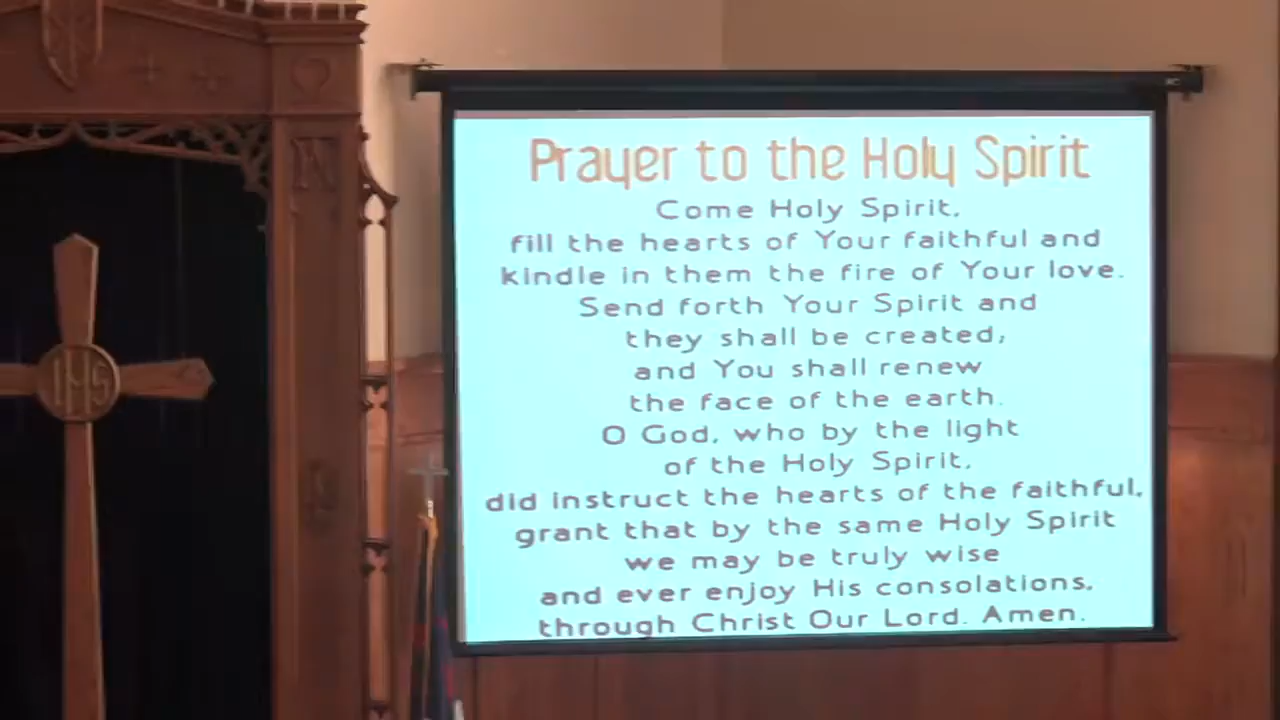 IHS
Prayer to the Holy Spirit
Come Holy Spirit,
fill the hearts of Your faithful and
kindle in them the fire of Your love.
Send forth Your Spirit and
they shall be created;
and You shall renew
the face of the earth.
O God, who by the light
of the Holy Spirit,
did instruct the hearts of the faithful,
grant that by the same Holy Spirit
we may be truly wise
and ever enjoy His consolations,
through Christ Our Lord. Amen.